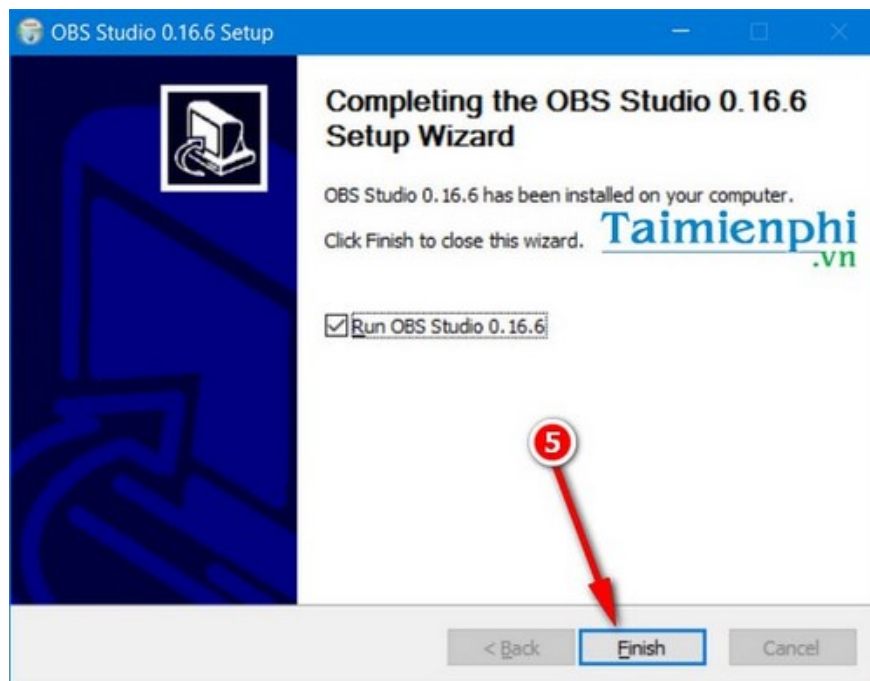 OBS Studio 0.16.6 Setup
Completing the OBS Studio 0.16.6
Setup Wizard
OBS Studio 0.16.6 has been installed on your computer.
Click Finish to close this wizard.
Taimienphi
.vn
Run OBS Studio 0.16.6
5
< Back
Finish
Cancel